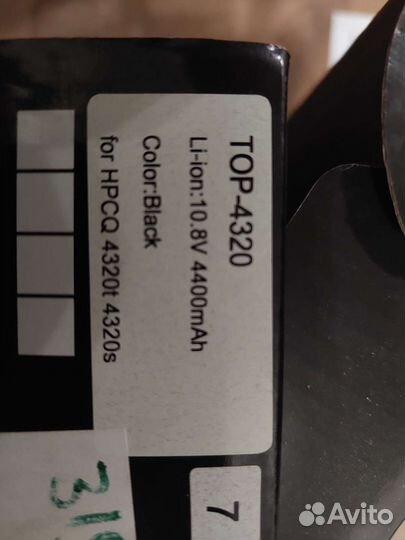 TOP-4320
Li-ion:10.8V 4400mAh
Color:Black
for HPCQ 4320t 4320s
7
Avito